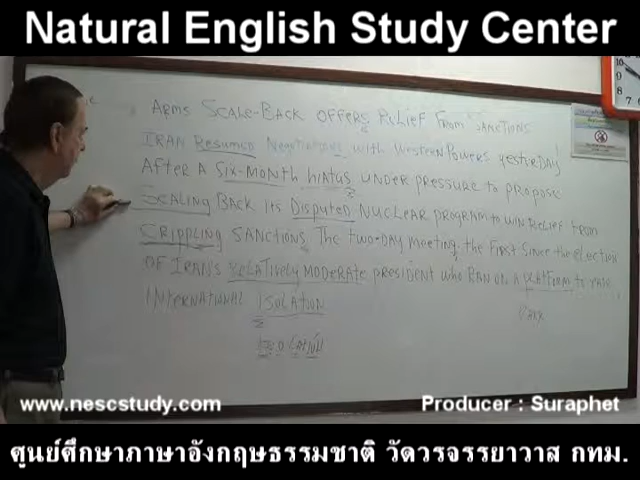 Natural English Study Center
ARMS SCALE-BACK OFFERS RELIEF FROM SANCTIONS
IRAN RESUMED NEGOTIATIONS WITH WESTERN POWERS YESTERDAY
AFTER A SIX-MONTH HIATUS UNDER PRESSURE TO PROPOSE
SCALING BACK ITS DISPUTED NUCLEAR PROGRAM TO WIN RELIEF FROM
CRIPPLING SANCTIONS. THE TWO-DAY MEETING, THE FIRST SINCE THE ELECTION
OF IRAN'S RELATIVELY MODERATE PRESIDENT WHO RAN ON A PLATFORM TO
INTERNATIONAL ISOLATION
www.nescstudy.com
Producer : Suraphet
ศูนย์ศึกษาภาษาอังกฤษธรรมชาติ วัดวรจรรยาวาส กทม.